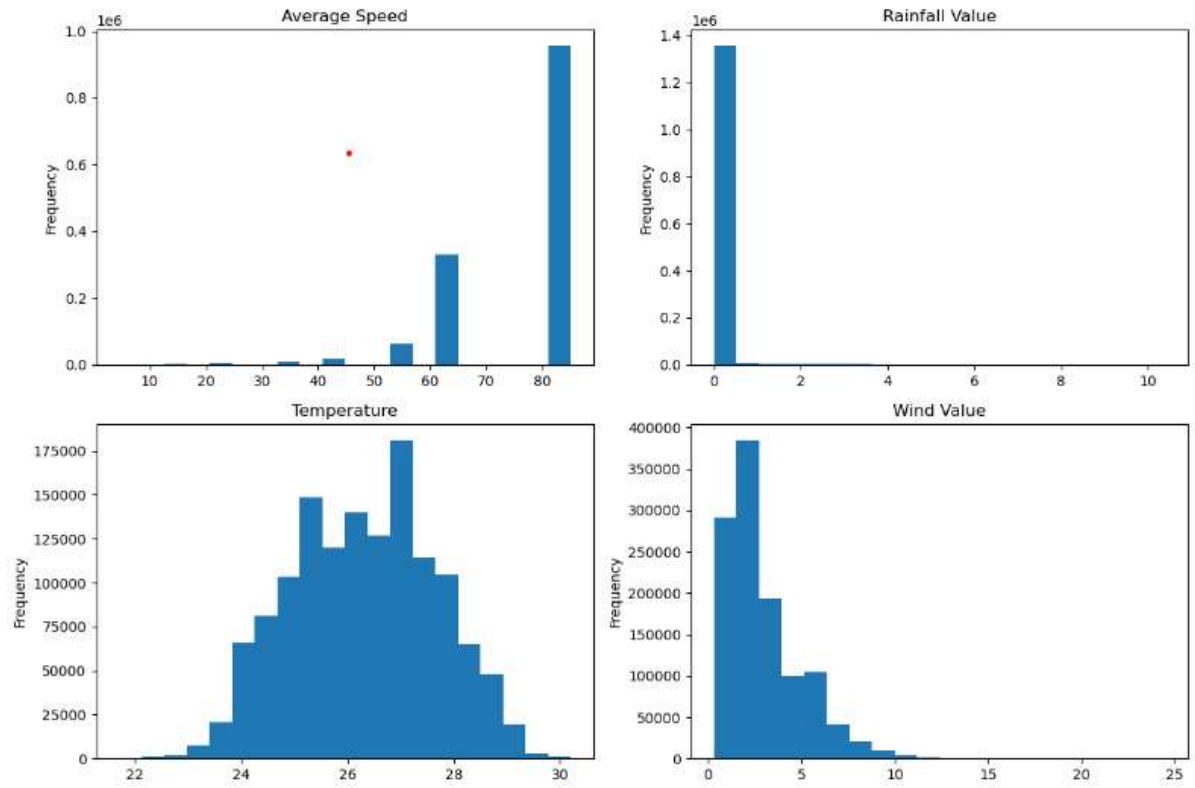 Average Speed
1e6
1.0
0.8
0.6
0.4
0.2
0.0
Frequency
10 20 30 40 50 60 70 80
Rainfall Value
1e6
1.4
1.2
1.0
0.8
0.6
0.4
0.2
0.0
Frequency
0 2 4 6 8 10
Temperature
175000
150000
125000
100000
75000
50000
25000
0
Frequency
22 24 26 28 30
Wind Value
400000
350000
300000
250000
200000
150000
100000
50000
0
Frequency
0 5 10 15 20 25